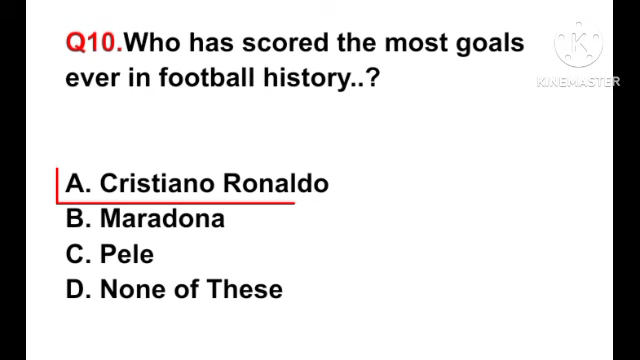 Q10.Who has scored the most goals
ever in football history..?
KINEMASTER
A. Cristiano Ronaldo
B. Maradona
C. Pele
D. None of These